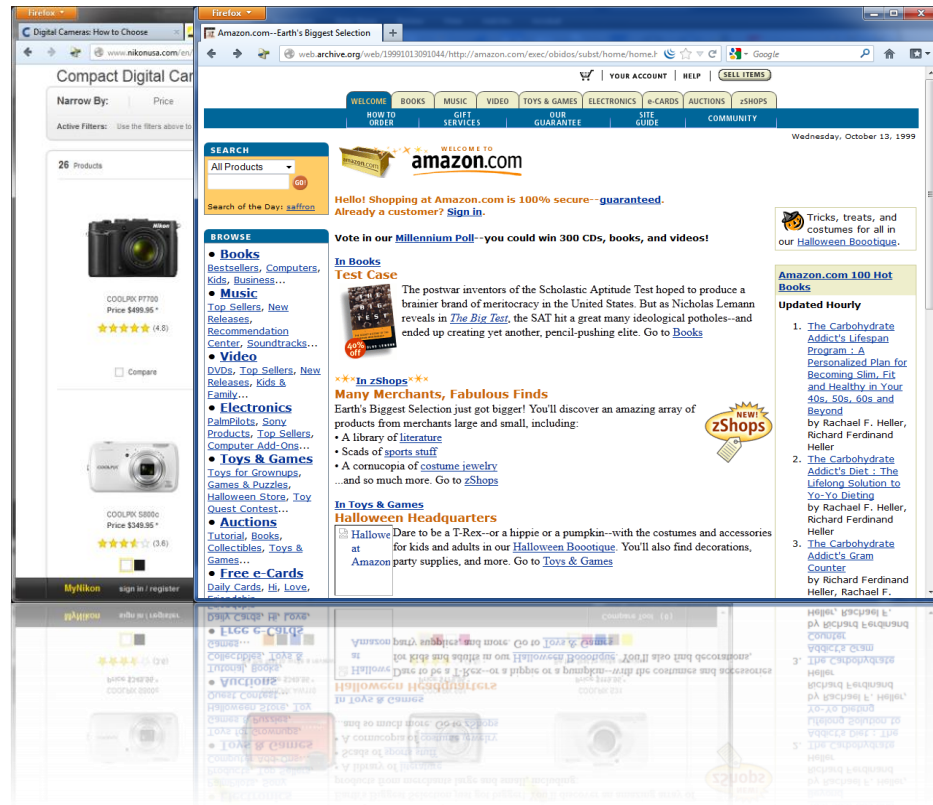 Firefox
Digital Cameras: How to Choose
www.nikonusa.com/en/
Compact Digital Car
Narrow By:
Price
Active Filters: Use the filters above to
26 Products
Nikon
COOLPIX P7700
Price $499.95 *
(4.8)
Compare
COOLPIX S800c
Price $349.95 *
(3.6)
MyNikon sign in / register
Firefox
Amazon.com--Earth's Biggest Selection
web.archive.org/web/19991013091044/http://amazon.com/exec/obidos/subst/home/home.h
Google
YOUR ACCOUNT | HELP | SELL ITEMS
WELCOME BOOKS MUSIC VIDEO TOYS & GAMES ELECTRONICS e-CARDS AUCTIONS zSHOPS
HOW TO ORDER
GIFT SERVICES
OUR GUARANTEE
SITE GUIDE
COMMUNITY
Wednesday, October 13, 1999
SEARCH
All Products
GO!
Search of the Day: saffron
BROWSE
• Books
Bestsellers, Computers,
Kids, Business...
• Music
Top Sellers, New
Releases,
Recommendation
Center, Soundtracks...
• Video
DVDs, Top Sellers, New
Releases, Kids &
Family...
• Electronics
PalmPilots, Sony
Products, Top Sellers,
Computer Add-Ons...
• Toys & Games
Toys for Grownups,
Games & Puzzles,
Halloween Store, Toy
Quest Contest...
• Auctions
Tutorial, Books,
Collectibles, Toys &
Games...
• Free e-Cards
Daily Cards, Hi, Love,
Friendship
amazon.com
WELCOME TO
amazon.com
Hello! Shopping at Amazon.com is 100% secure--guaranteed.
Already a customer? Sign in.
Vote in our Millennium Poll--you could win 300 CDs, books, and videos!
In Books
Test Case
THE BIG TEST
40% off
The postwar inventors of the Scholastic Aptitude Test hoped to produce a
brainier brand of meritocracy in the United States. But as Nicholas Lemann
reveals in The Big Test, the SAT hit a great many ideological potholes--and
ended up creating yet another, pencil-pushing elite. Go to Books
In zShops
Many Merchants, Fabulous Finds
Earth's Biggest Selection just got bigger! You'll discover an amazing array of
products from merchants large and small, including:
• A library of literature
• Scads of sports stuff
• A cornucopia of costume jewelry
...and so much more. Go to zShops
NEW!
zShops
In Toys & Games
Halloween Headquarters
Hallowe
at
Amazon
Dare to be a T-Rex--or a hippie or a pumpkin--with the costumes and accessories
for kids and adults in our Halloween Boootique. You'll also find decorations,
party supplies, and more. Go to Toys & Games
Tricks, treats, and
costumes for all in
our Halloween Boootique.
Amazon.com 100 Hot
Books
Updated Hourly
1. The Carbohydrate
Addict's Lifespan
Program : A
Personalized Plan for
Becoming Slim, Fit
and Healthy in Your
40s, 50s, 60s and
Beyond
by Rachael F. Heller,
Richard Ferdinand
Heller
2. The Carbohydrate
Addict's Diet : The
Lifelong Solution to
Yo-Yo Dieting
by Rachael F. Heller,
Richard Ferdinand
Heller
3. The Carbohydrate
Addict's Gram
Counter
by Richard Ferdinand
Heller, Rachael F.